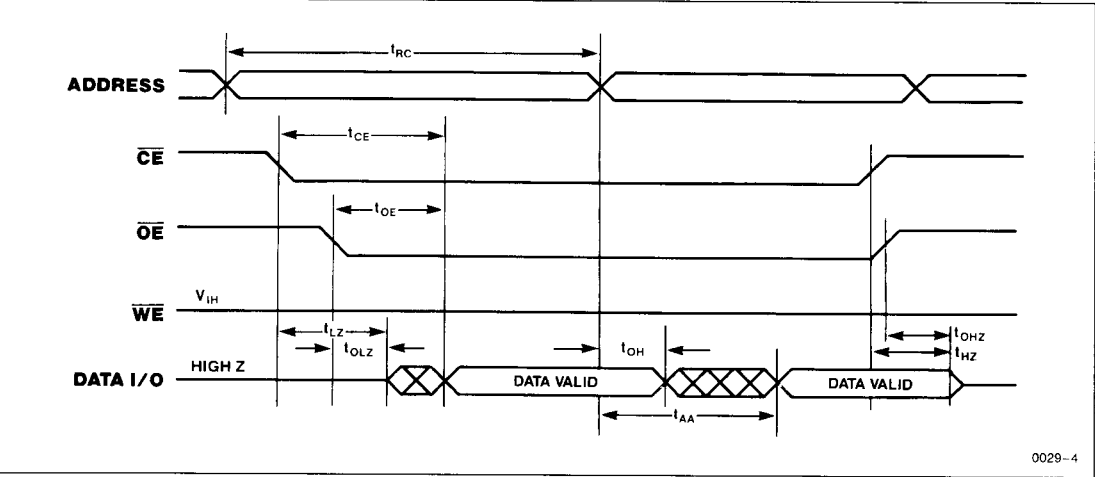 tRC
ADDRESS
tCE
CE
tOE
OE
VIH
WE
tLZ
tOHZ
tOLZ
tOH
tHZ
HIGH Z
DATA I/O
DATA VALID
DATA VALID
tAA
0029-4